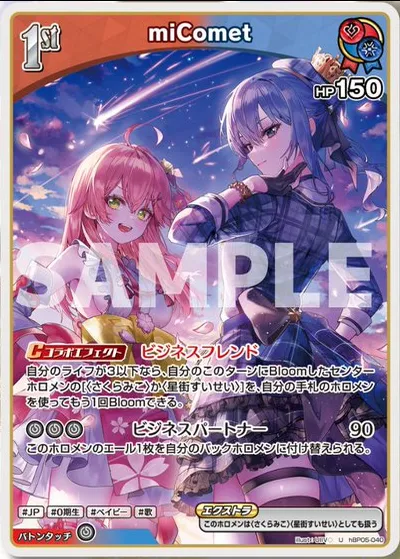 1st
miComet
HP 150
SAMPLE
コラボエフェクト ビジネスフレンド
自分のライフが3以下なら、自分のこのターンにBloomしたセンター
ホロメンの[〈さくらみこ〉か〈星街すいせい〉]を、自分の手札のホロメン
を使ってもう1回Bloomできる。
ビジネスパートナー 90
このホロメンのエール1枚を自分のバックホロメンに付け替えられる。
#JP #0期生 #ベイビー #歌
エクストラ
このホロメンは〈さくらみこ〉〈星街すいせい〉としても扱う
バトンタッチ
U hBP05-040